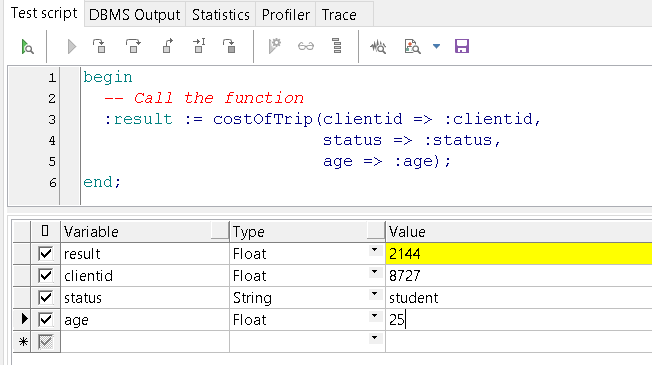 Test script DBMS Output Statistics Profiler Trace
1 begin
2 -- Call the function
3 :result := costOfTrip(clientid => :clientid,
4 status => :status,
5 age => :age);
6 end;
Variable Type Value
result Float 2144
clientid Float 8727
status String student
age Float 25
*